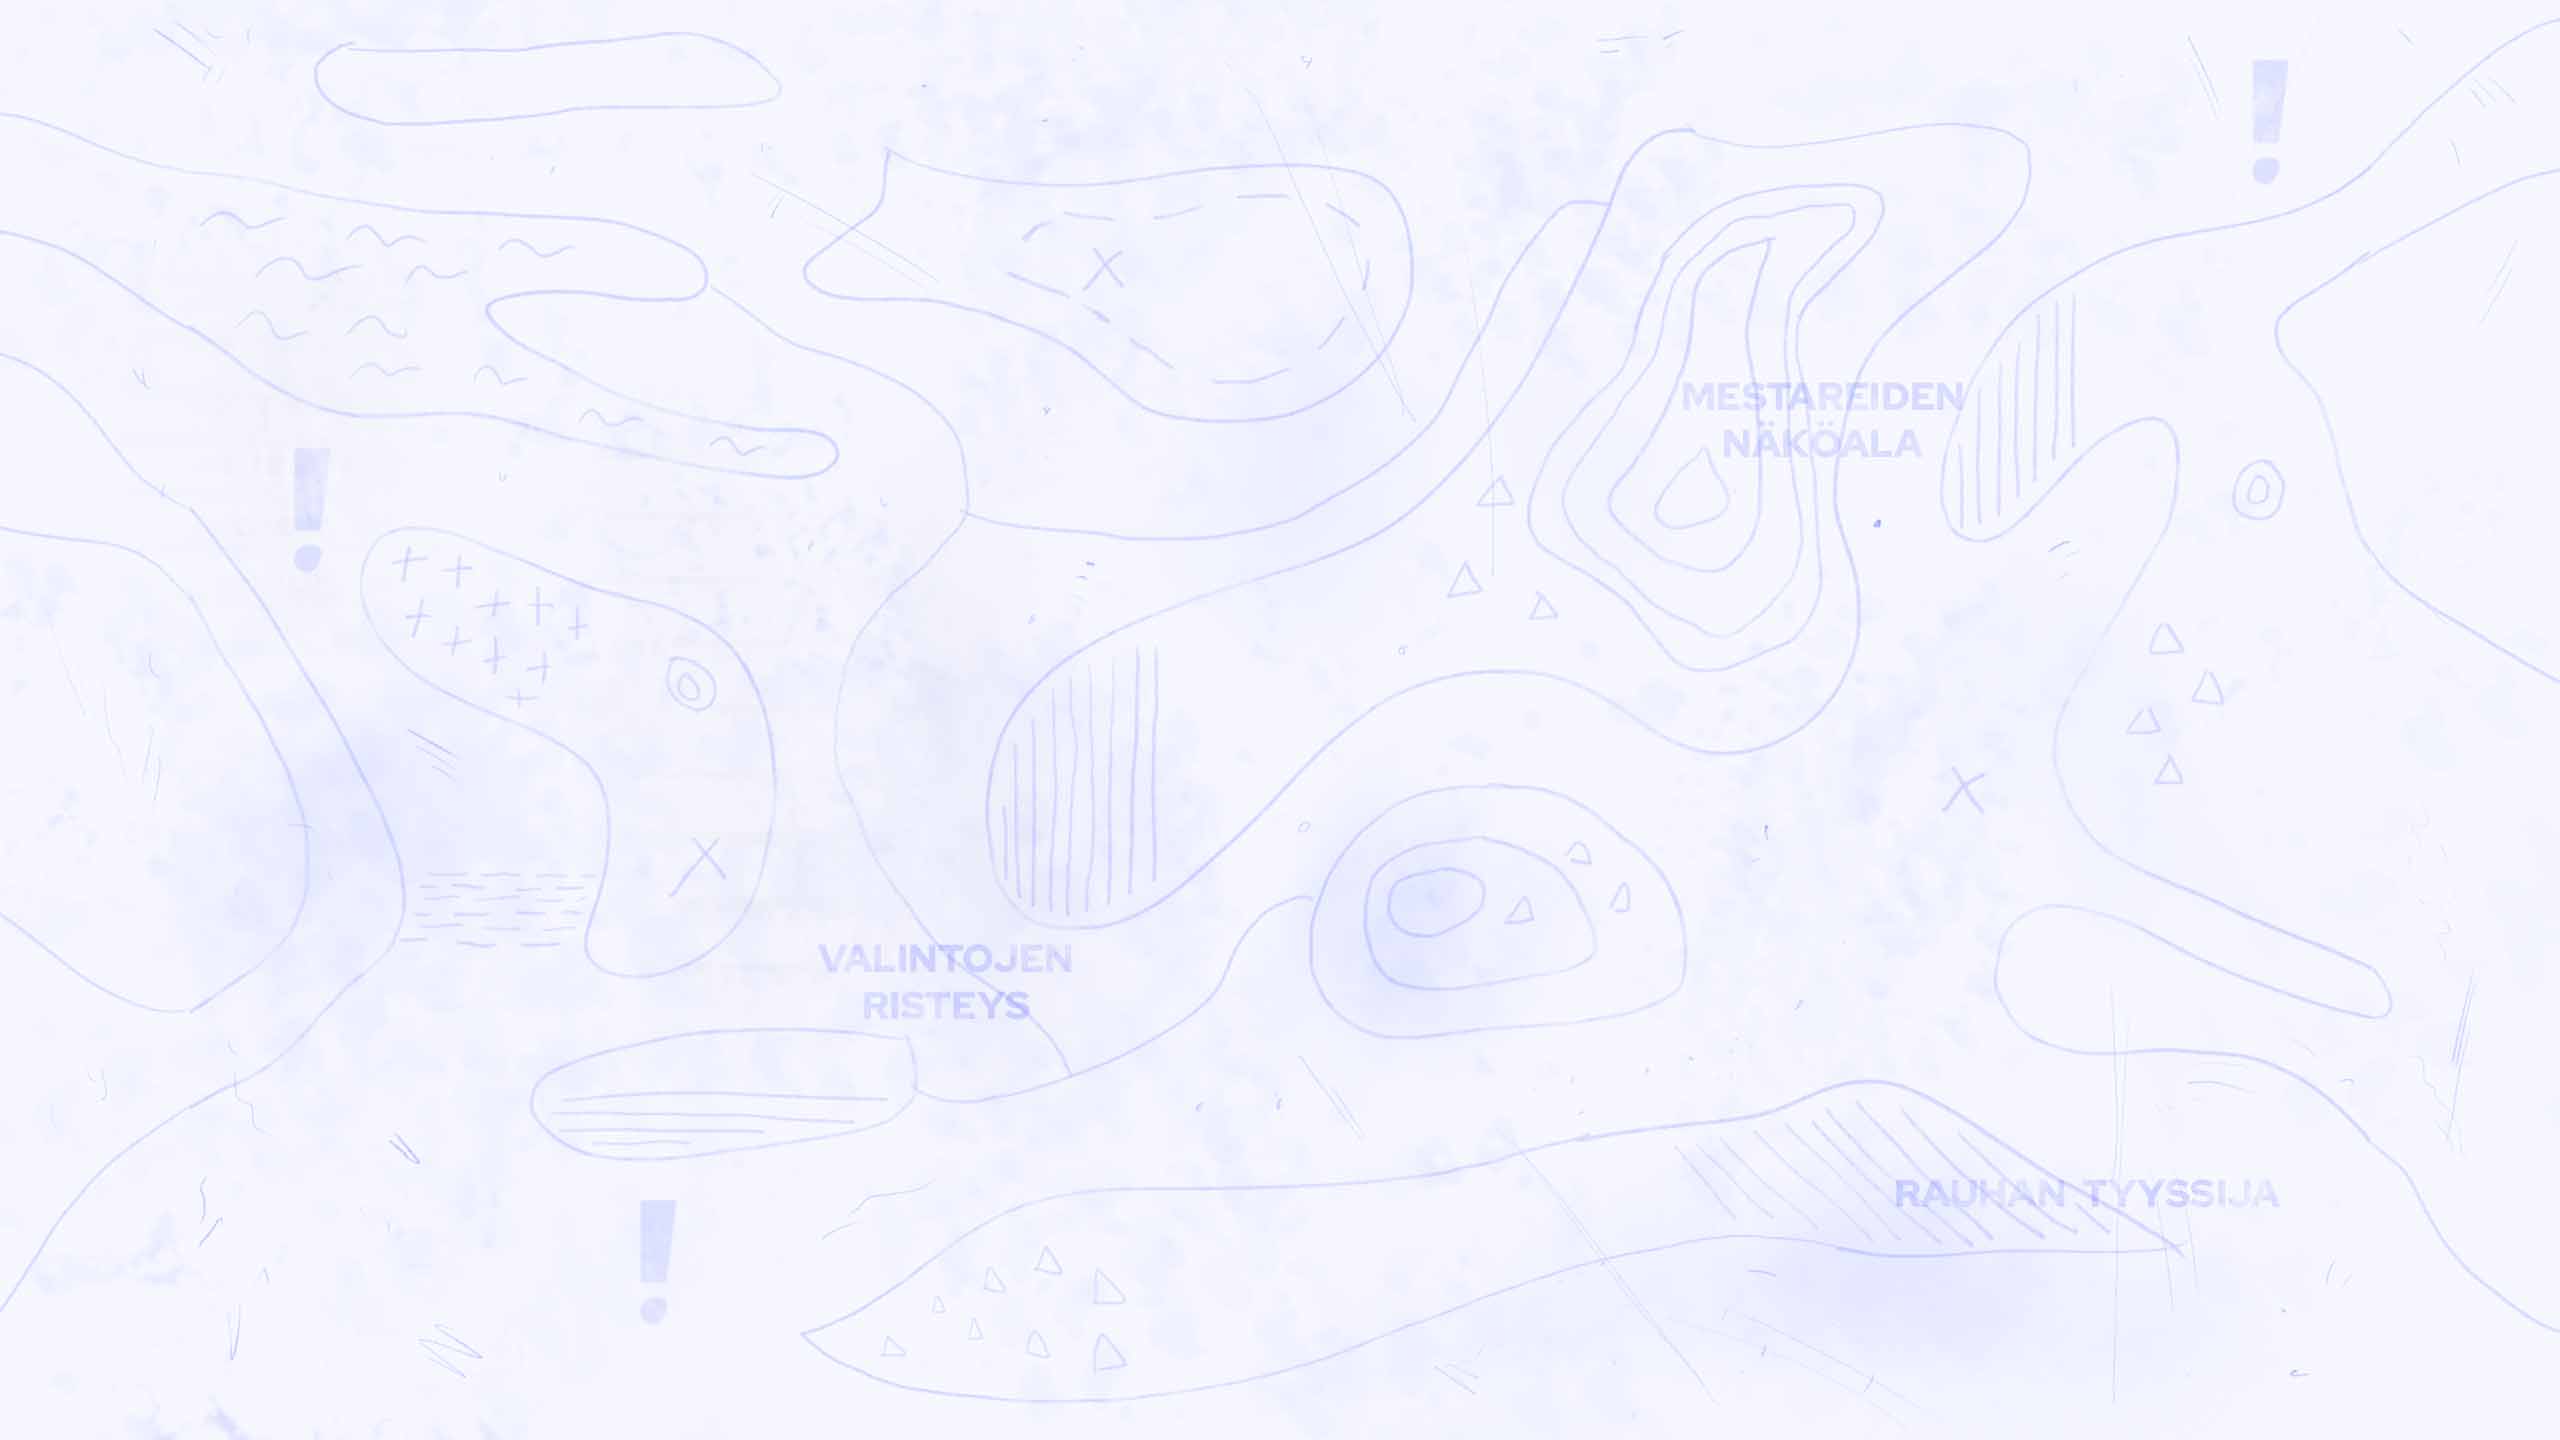 !
MESTAREIDEN
NÄKÖALA
!
VALINTOJEN
RISTEYS
RAUHAN TYYSSIJA
!